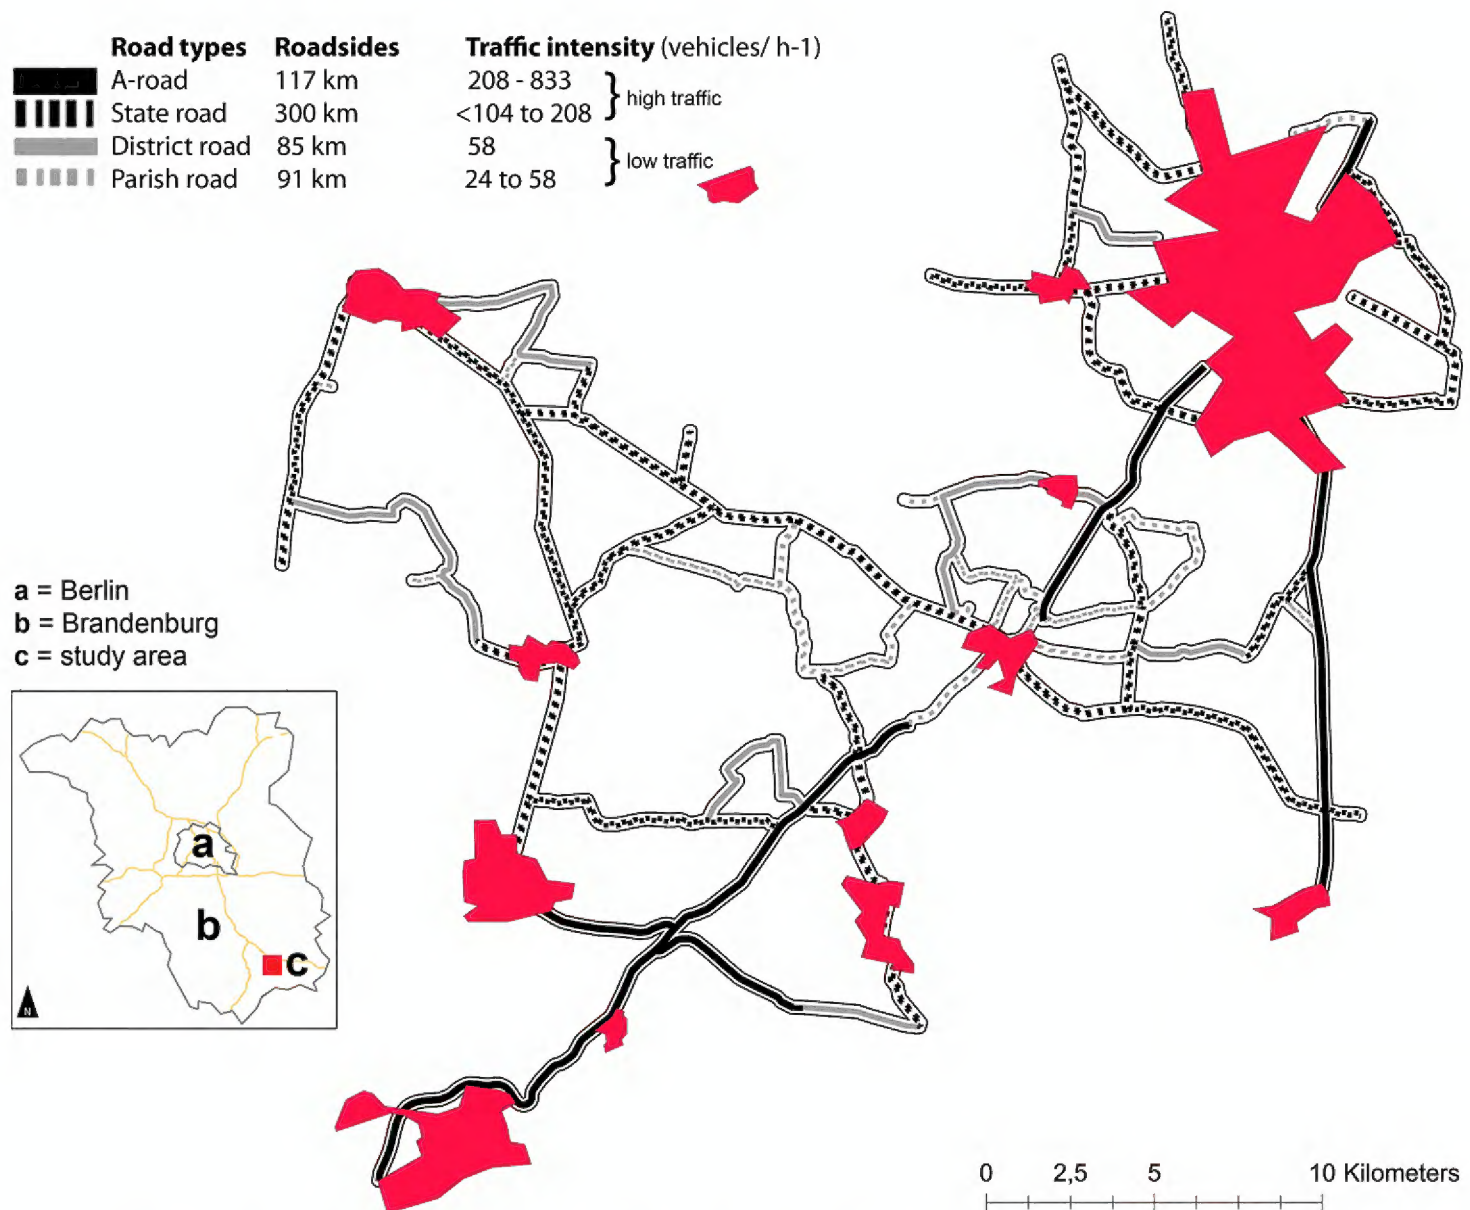 Road types Roadsides Traffic intensity (vehicles/ h-1)
A-road 117 km 208 - 833
State road 300 km <104 to 208
high traffic
District road 85 km 58
Parish road 91 km 24 to 58
low traffic
a = Berlin
b = Brandenburg
c = study area
a
b
c
N
0 2,5 5 10 Kilometers